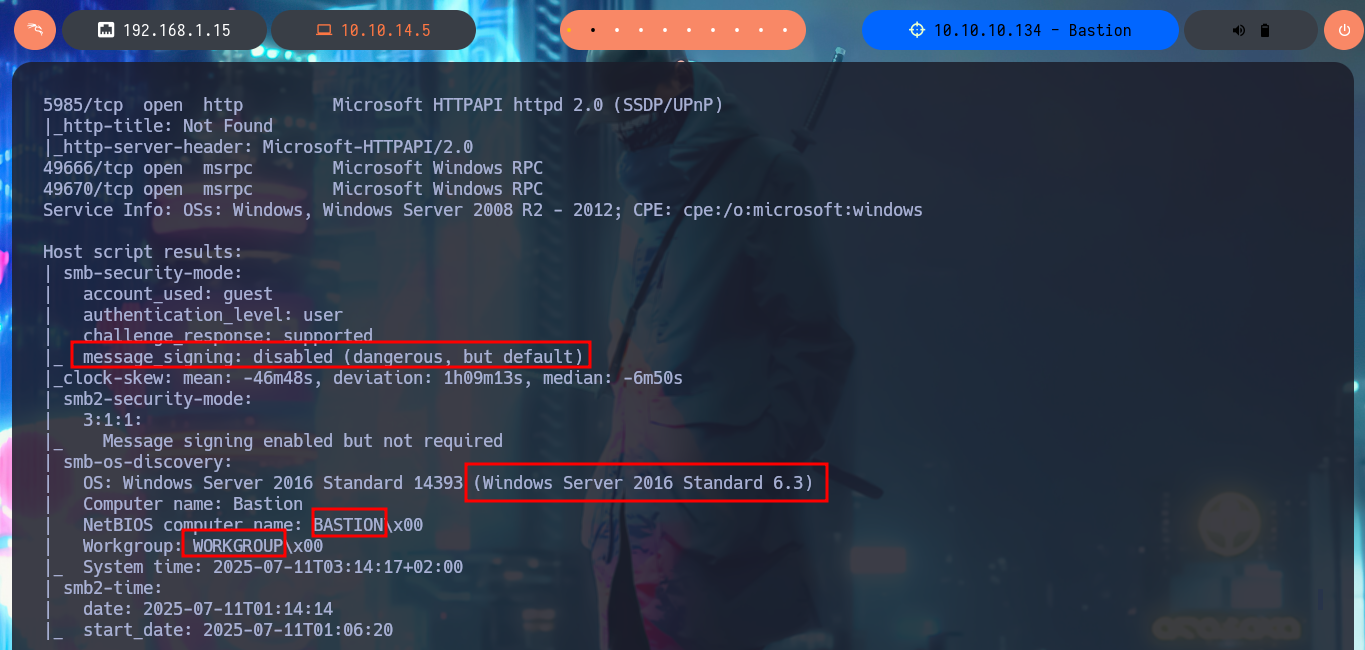 192.168.1.15
10.10.14.5
10.10.10.134 - Bastion
5985/tcp  open  http         Microsoft HTTPAPI httpd 2.0 (SSDP/UPnP)
|_http-title: Not Found
|_http-server-header: Microsoft-HTTPAPI/2.0
49666/tcp open  msrpc        Microsoft Windows RPC
49670/tcp open  msrpc        Microsoft Windows RPC
Service Info: OSs: Windows, Windows Server 2008 R2 - 2012; CPE: cpe:/o:microsoft:windows
Host script results:
| smb-security-mode:
|   account_used: guest
|   authentication_level: user
|   challenge_response: supported
|_  message_signing: disabled (dangerous, but default)
|_clock-skew: mean: -46m48s, deviation: 1h09m13s, median: -6m50s
| smb2-security-mode:
|   3:1:1:
|_    Message signing enabled but not required
| smb-os-discovery:
|   OS: Windows Server 2016 Standard 14393 (Windows Server 2016 Standard 6.3)
|   Computer name: Bastion
|   NetBIOS computer name: BASTION\x00
|   Workgroup: WORKGROUP\x00
|_  System time: 2025-07-11T03:14:17+02:00
| smb2-time:
|   date: 2025-07-11T01:14:14
|_  start_date: 2025-07-11T01:06:20